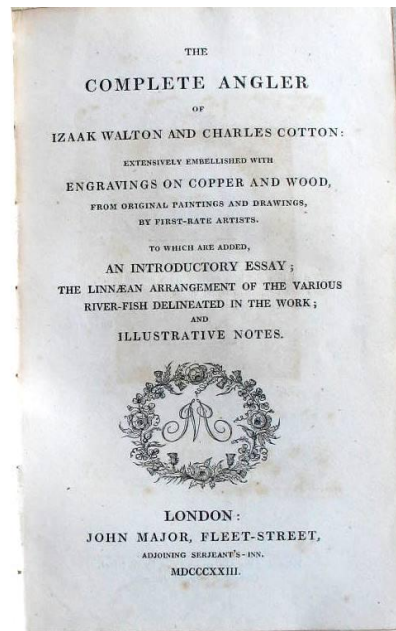 THE
COMPLETE ANGLER
OF
IZAAK WALTON AND CHARLES COTTON:
EXTENSIVELY EMBELLISHED WITH
ENGRAVINGS ON COPPER AND WOOD,
FROM ORIGINAL PAINTINGS AND DRAWINGS,
BY FIRST-RATE ARTISTS.
TO WHICH ARE ADDED,
AN INTRODUCTORY ESSAY;
THE LINNÆAN ARRANGEMENT OF THE VARIOUS
RIVER-FISH DELINEATED IN THE WORK;
AND
ILLUSTRATIVE NOTES.
LONDON:
JOHN MAJOR, FLEET-STREET,
ADJOINING SERJEANT'S-INN.
MDCCCXXIII.